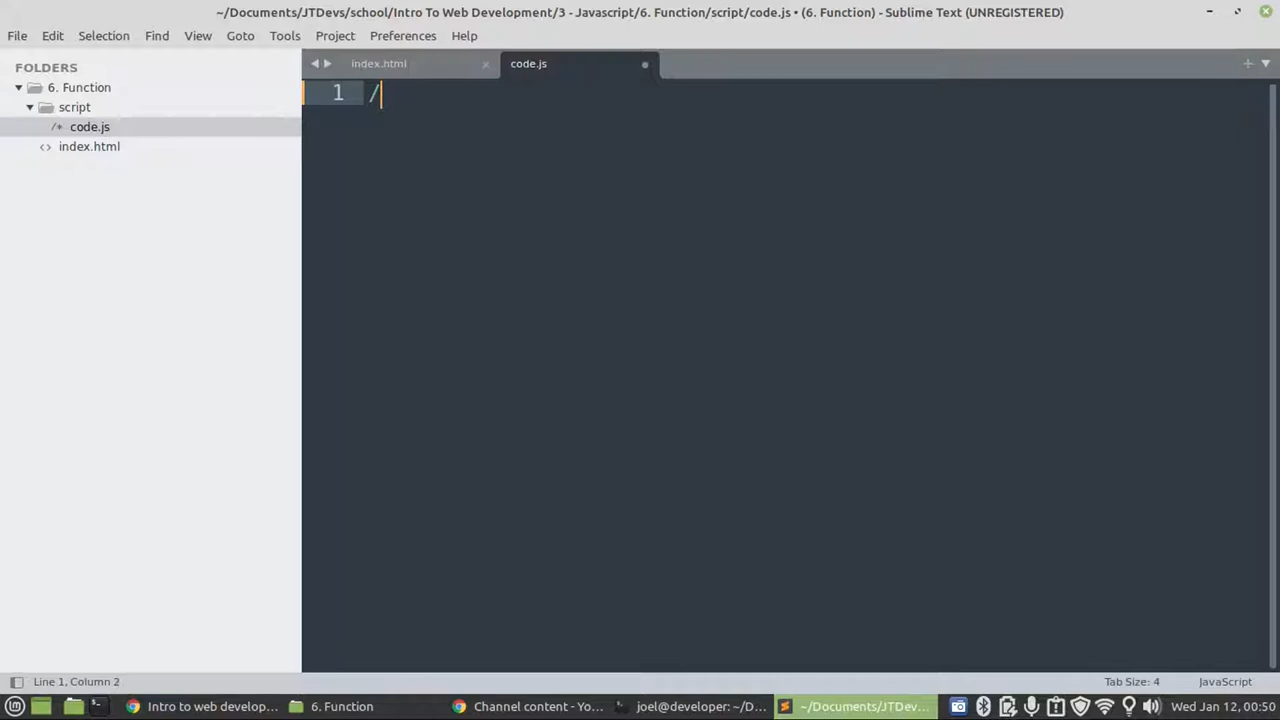 ~/Documents/JTDevs/school/Intro To Web Development/3 - Javascript/6. Function/script/code.js • (6. Function) - Sublime Text (UNREGISTERED)
File Edit Selection Find View Goto Tools Project Preferences Help
FOLDERS
6. Function
script
/* code.js
<> index.html
index.html
code.js
1 /
Line 1, Column 2
Tab Size: 4
JavaScript
Intro to web develop...
6. Function
Channel content - Yo...
joel@developer: ~/D...
~/Documents/JTDev...
Wed Jan 12, 00:50